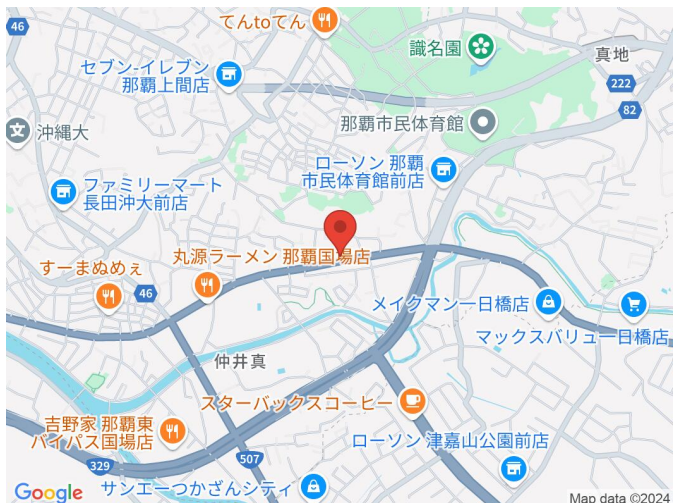 46
てんtoてん
識名園
真地
セブン-イレブン
那覇上間店
222
82
沖縄大
那覇市民体育館
ローソン 那覇
市民体育館前店
ファミリーマート
長田沖大前店
丸源ラーメン 那覇国場店
すーまぬめぇ
46
メイクマン一日橋店
マックスバリュ一日橋店
仲井真
スターバックスコーヒー
吉野家 那覇東
バイパス国場店
ローソン 津嘉山公園前店
329
507
サンエーつかざんシティ
Google
Map data ©2024